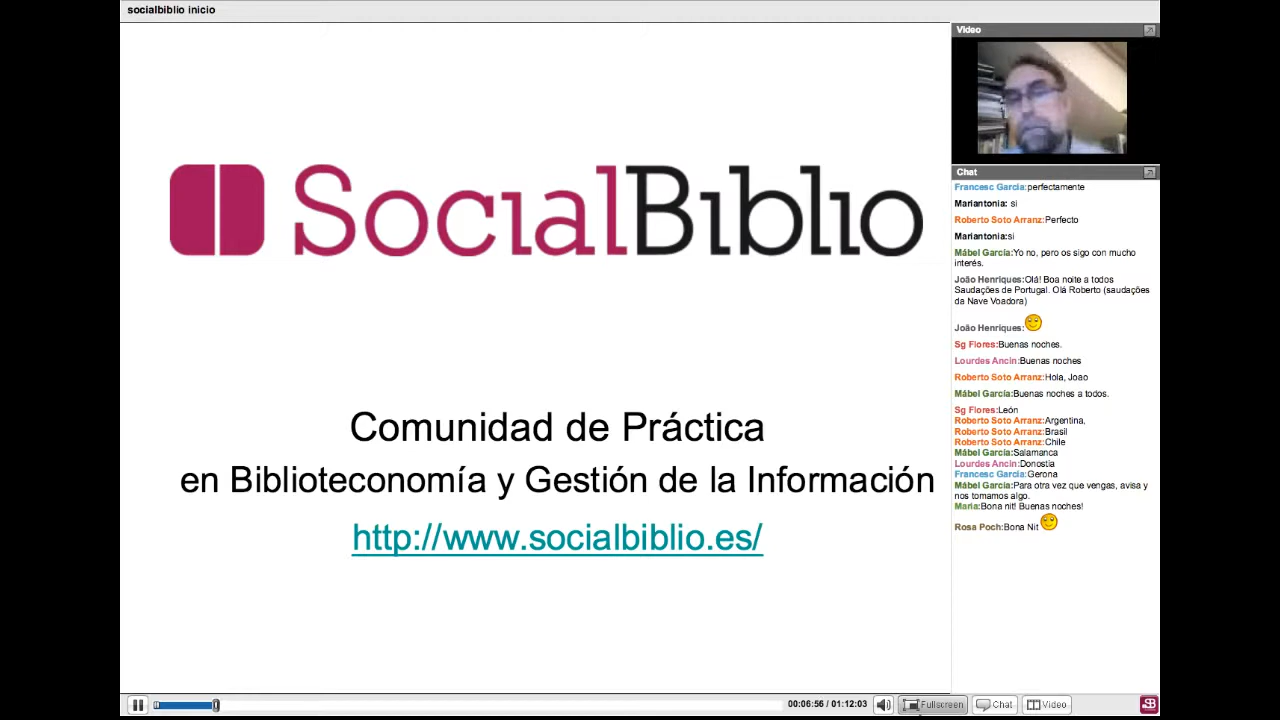 socialbiblio inicio
SocialBiblio
Comunidad de Práctica
en Biblioteconomía y Gestión de la Información
http://www.socialbiblio.es/
Video
Chat
Francesc García:perfectamente
Mariantonia: si
Roberto Soto Arranz:Perfecto
Mariantonia:si
Mábel García:Yo no, pero os sigo con mucho
interés.
João Henriques:Olá! Boa noite a todos
Saudações de Portugal. Olá Roberto (saudações
da Nave Voadora)
João Henriques:
Sg Flores:Buenas noches.
Lourdes Ancin:Buenas noches
Roberto Soto Arranz:Hola, Joao
Mábel García:Buenas noches a todos.
Sg Flores:León
Roberto Soto Arranz:Argentina,
Roberto Soto Arranz:Brasil
Roberto Soto Arranz:Chile
Mábel García:Salamanca
Lourdes Ancin:Donostia
Francesc García:Gerona
Mábel García:Para otra vez que vengas, avisa y
nos tomamos algo.
Maria:Bona nit! Buenas noches!
Rosa Poch:Bona Nit
00:06:56 / 01:12:03
Fullscreen
Chat
Video
SB